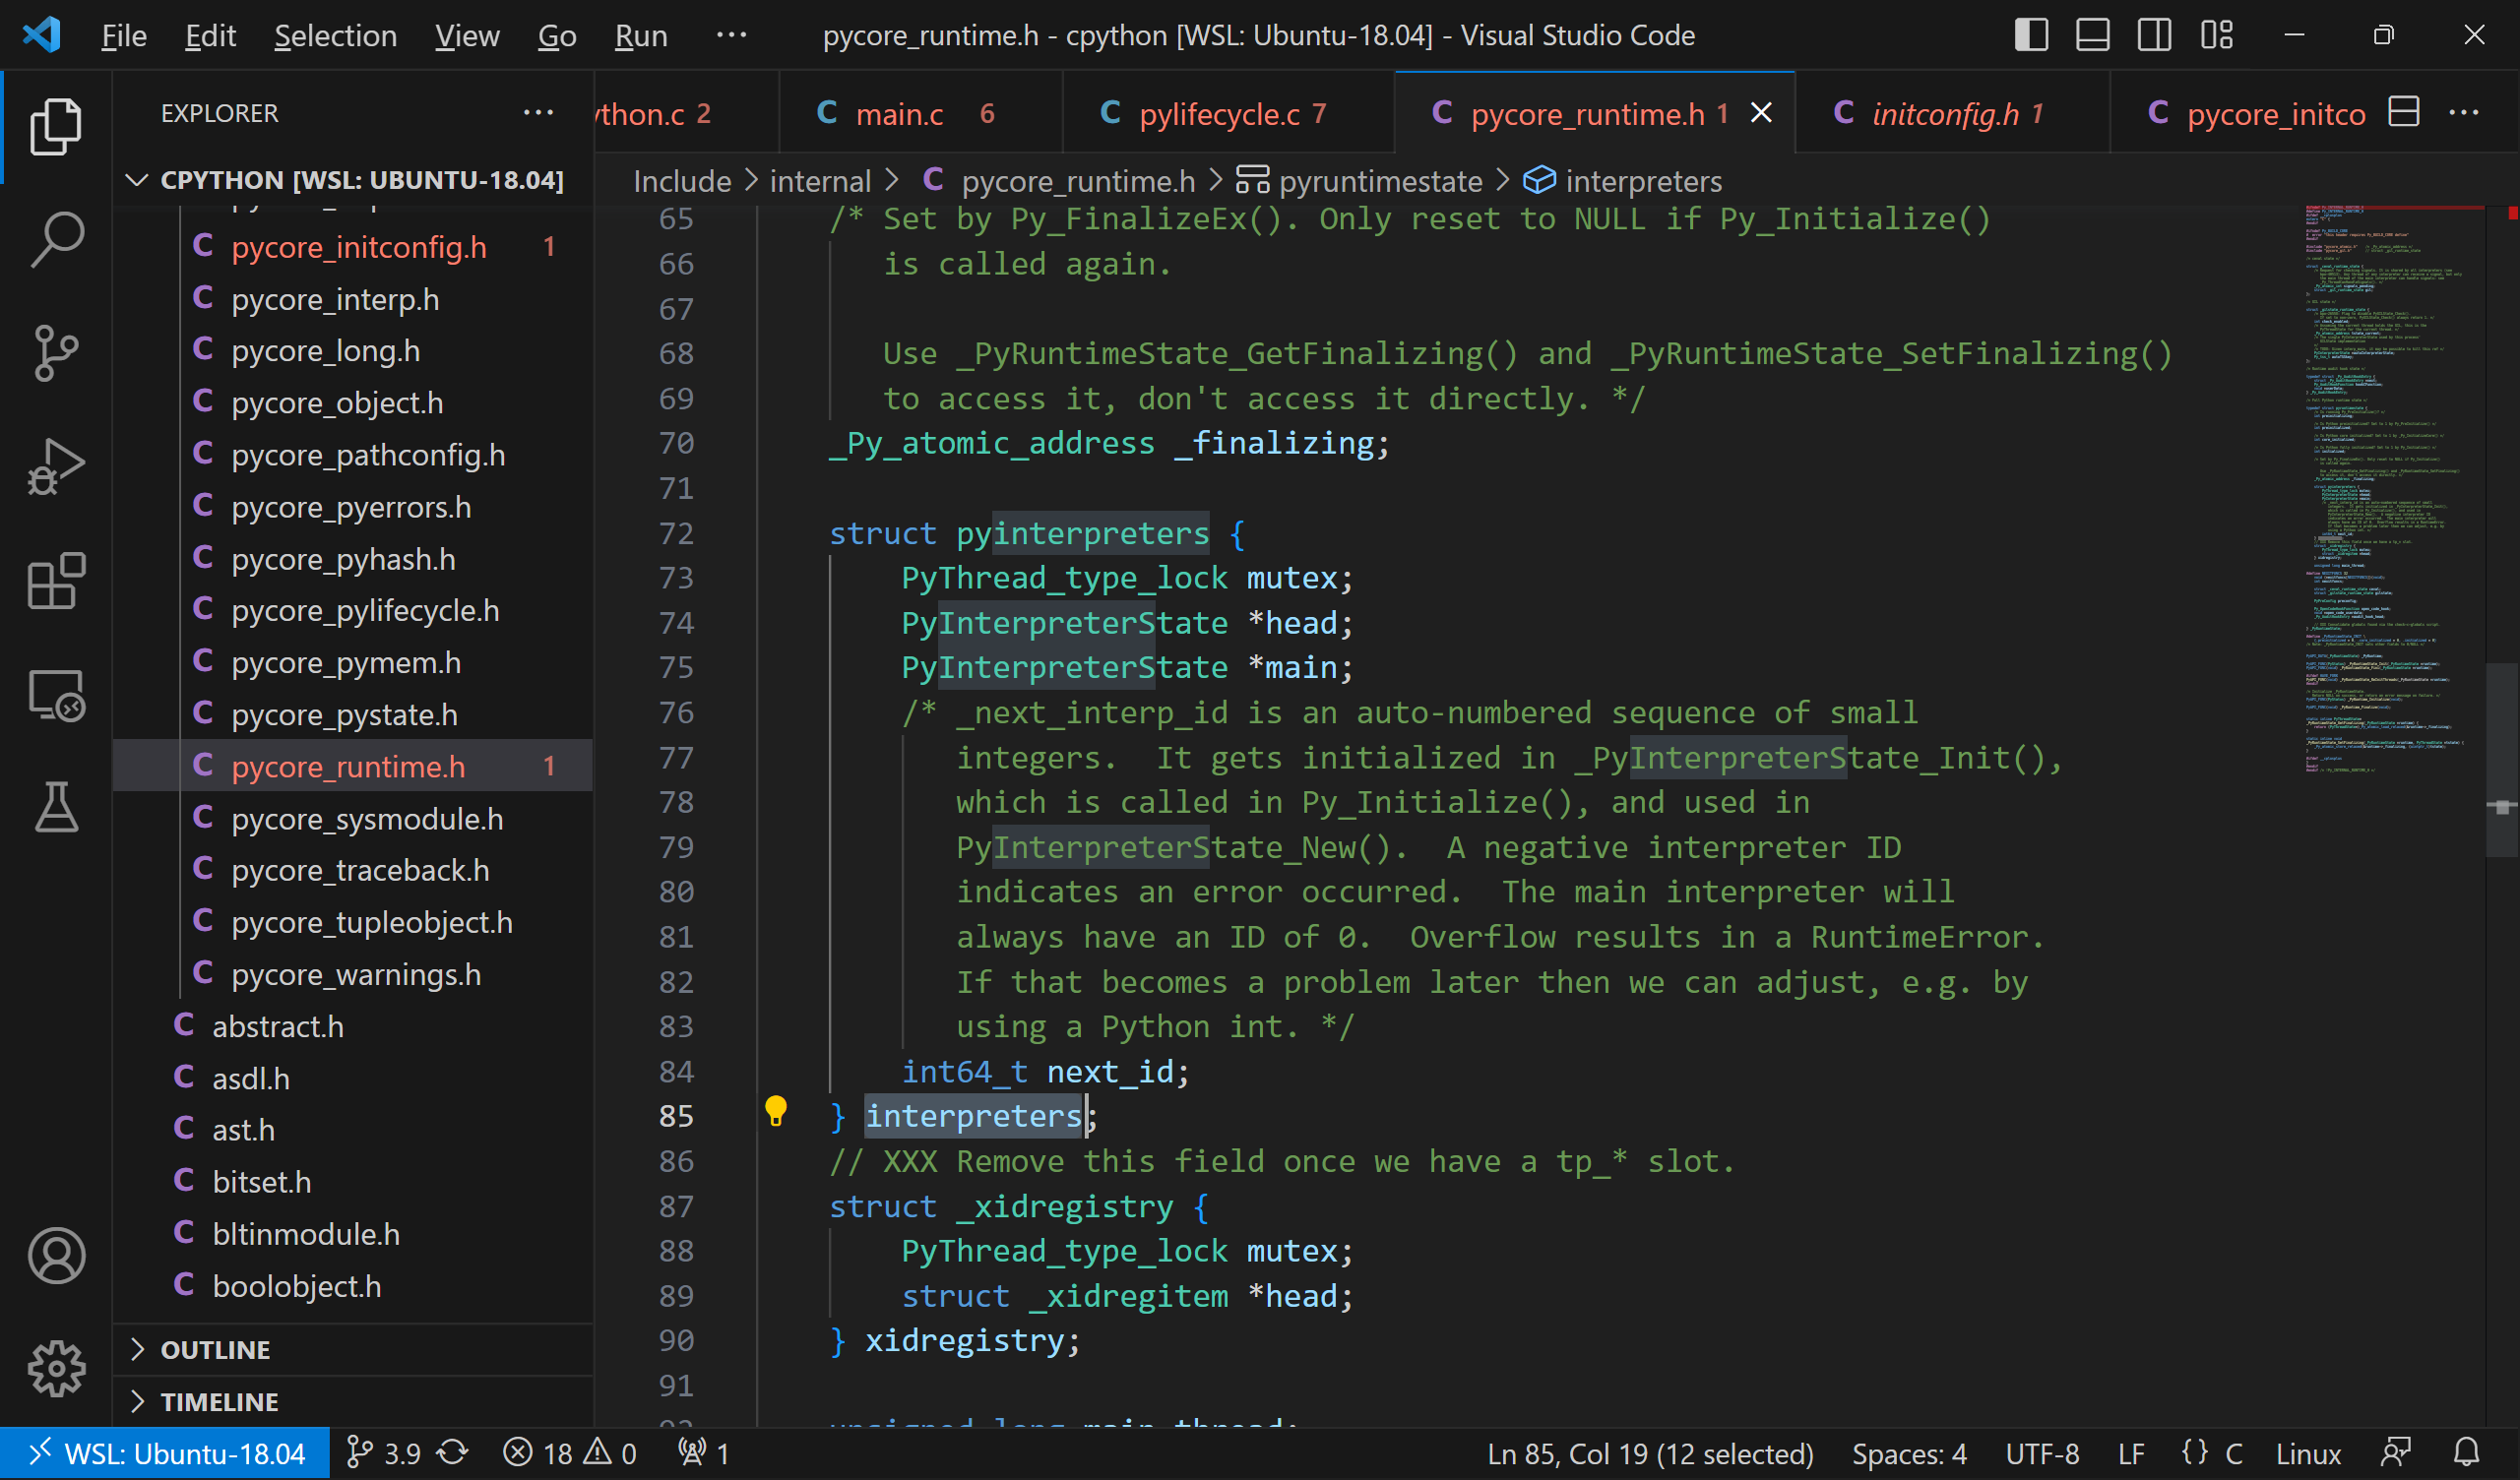 File Edit Selection View Go Run ··· pycore_runtime.h - cpython [WSL: Ubuntu-18.04] - Visual Studio Code
EXPLORER ···
CPYTHON [WSL: UBUNTU-18.04]
pycore_initconfig.h 1
pycore_interp.h
pycore_long.h
pycore_object.h
pycore_pathconfig.h
pycore_pyerrors.h
pycore_pyhash.h
pycore_pylifecycle.h
pycore_pymem.h
pycore_pystate.h
pycore_runtime.h 1
pycore_sysmodule.h
pycore_traceback.h
pycore_tupleobject.h
pycore_warnings.h
abstract.h
asdl.h
ast.h
bitset.h
bltinmodule.h
boolobject.h
OUTLINE
TIMELINE
ython.c 2 C main.c 6 C pylifecycle.c 7 C pycore_runtime.h 1 C initconfig.h 1 C pycore_initco ···
Include > internal > C pycore_runtime.h > pyruntimestate > interpreters
65 /* Set by Py_FinalizeEx(). Only reset to NULL if Py_Initialize()
66 is called again.
67
68 Use _PyRuntimeState_GetFinalizing() and _PyRuntimeState_SetFinalizing()
69 to access it, don't access it directly. */
70 _Py_atomic_address _finalizing;
71
72 struct pyinterpreters {
73 PyThread_type_lock mutex;
74 PyInterpreterState *head;
75 PyInterpreterState *main;
76 /* _next_interp_id is an auto-numbered sequence of small
77 integers. It gets initialized in _PyInterpreterState_Init(),
78 which is called in Py_Initialize(), and used in
79 PyInterpreterState_New(). A negative interpreter ID
80 indicates an error occurred. The main interpreter will
81 always have an ID of 0. Overflow results in a RuntimeError.
82 If that becomes a problem later then we can adjust, e.g. by
83 using a Python int. */
84 int64_t next_id;
85 } interpreters;
86 // XXX Remove this field once we have a tp_* slot.
87 struct _xidregistry {
88 PyThread_type_lock mutex;
89 struct _xidregitem *head;
90 } xidregistry;
91
92 unsigned long main_thread;
WSL: Ubuntu-18.04 3.9 18 0 1 Ln 85, Col 19 (12 selected) Spaces: 4 UTF-8 LF {} C Linux